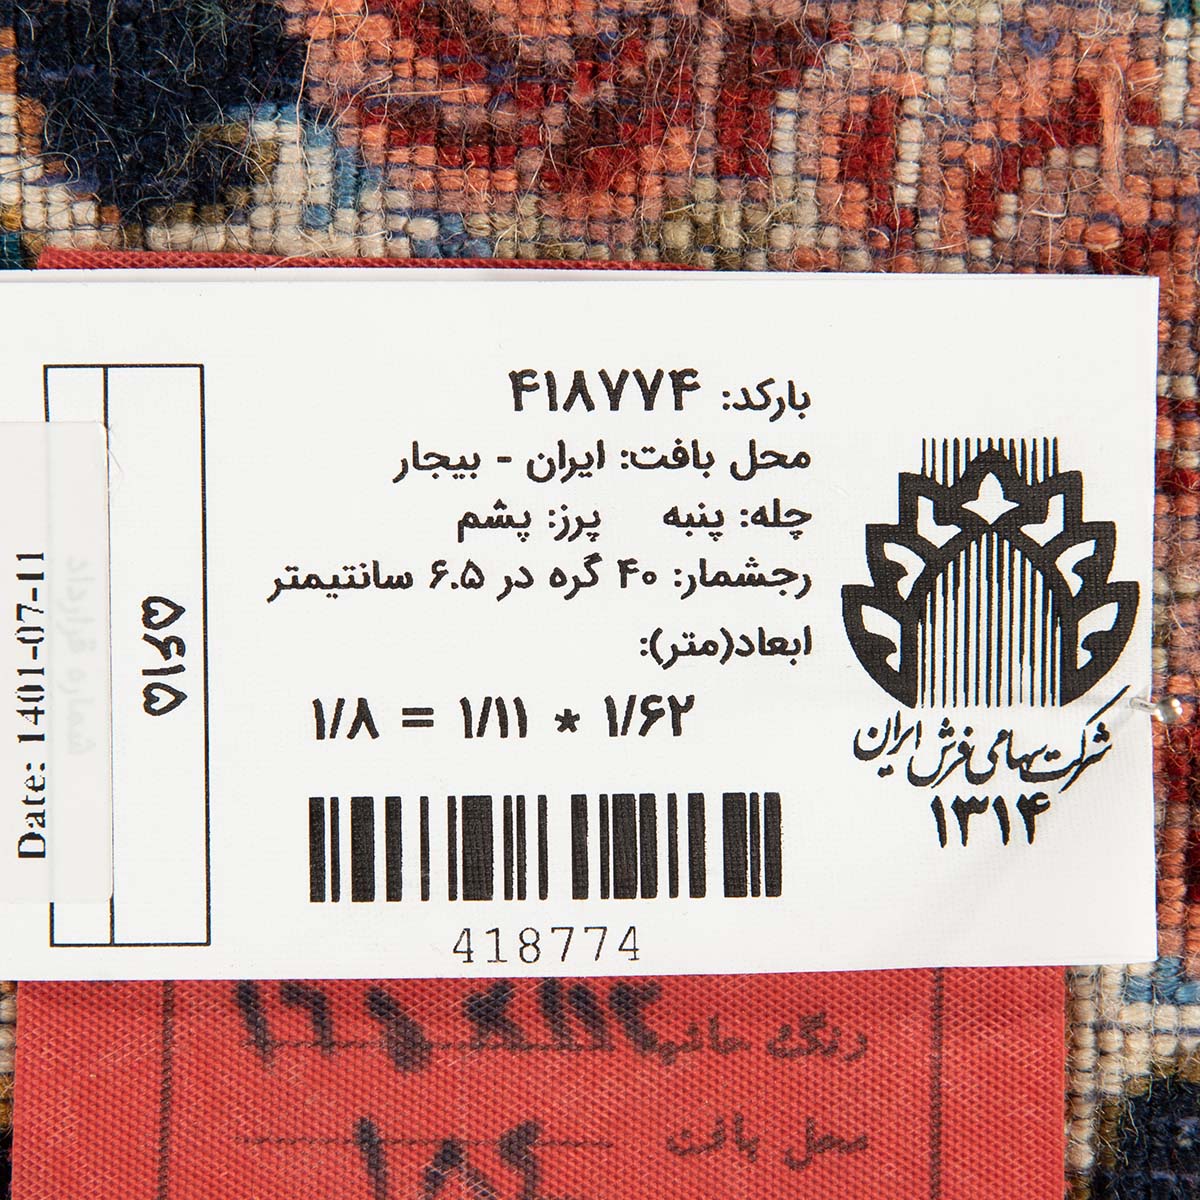 بارکد: ۴۱۸۷۷۴
محل بافت: ایران - بیجار
چله: پنبه پرز: پشم
رجشمار: ۴۰ گره در ۶.۵ سانتیمتر
ابعاد(متر):
۱/۶۲ * ۱/۱۱ = ۱/۸
418774
شرکت سهامی فرش ایران
۱۳۱۴
۵۶۱۵
شماره قرارداد
Date: 1401-07-11
رنگ حاشیه
محل بافت